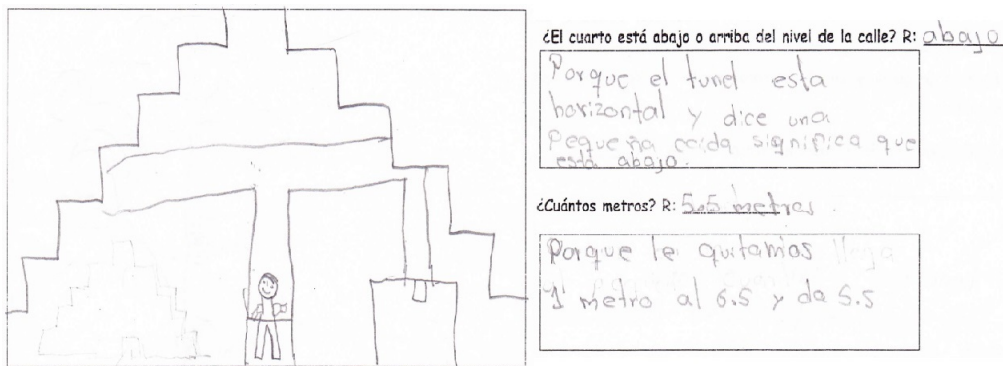 ¿El cuarto está abajo o arriba del nivel de la calle? R: abajo
Porque el tunel esta
horizontal y dice una
Pequeña caida significa que
está abajo.
¿Cuántos metros? R: 5.5 metros
Porque le quitamos
1 metro al 6.5 y da 5.5